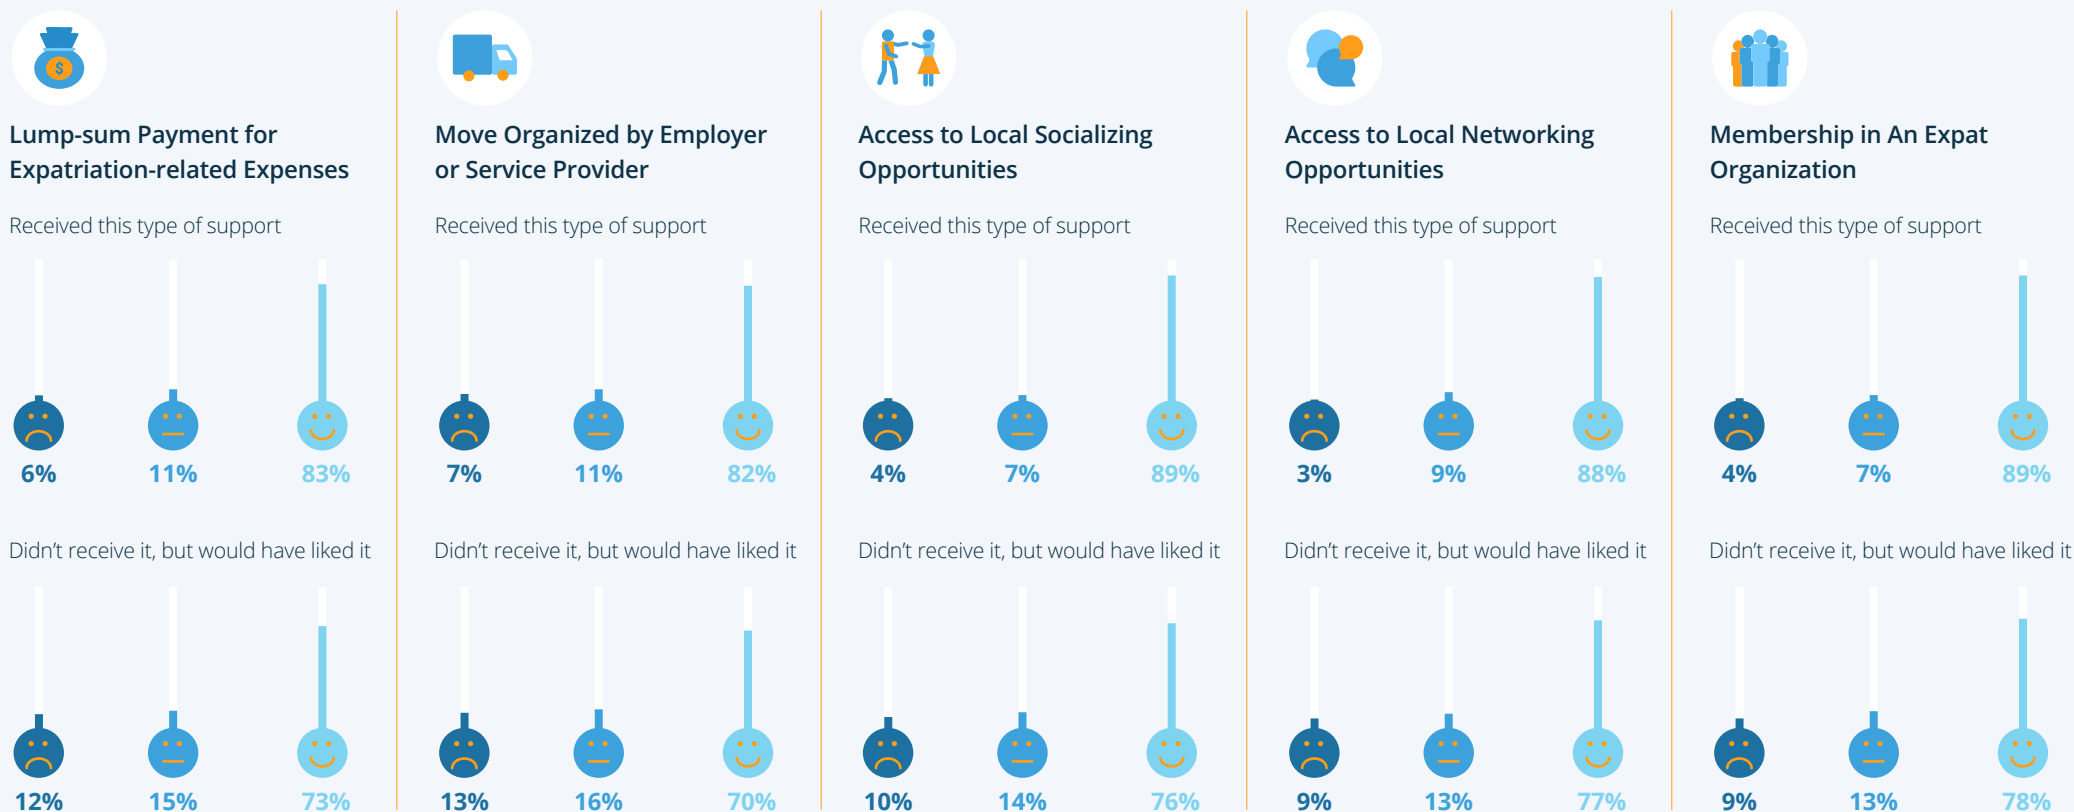 $
Lump-sum Payment for
Expatriation-related Expenses
Received this type of support
6% 11% 83%
Didn’t receive it, but would have liked it
12% 15% 73%
Move Organized by Employer
or Service Provider
Received this type of support
7% 11% 82%
Didn’t receive it, but would have liked it
13% 16% 70%
Access to Local Socializing
Opportunities
Received this type of support
4% 7% 89%
Didn’t receive it, but would have liked it
10% 14% 76%
Access to Local Networking
Opportunities
Received this type of support
3% 9% 88%
Didn’t receive it, but would have liked it
9% 13% 77%
Membership in An Expat
Organization
Received this type of support
4% 7% 89%
Didn’t receive it, but would have liked it
9% 13% 78%